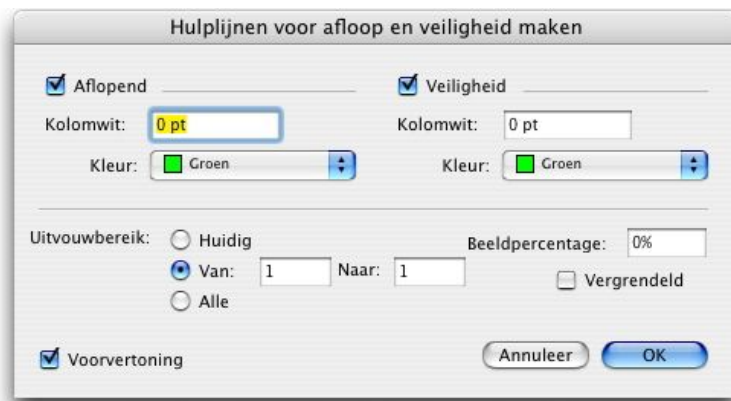 Hulplijnen voor afloop en veiligheid maken
Aflopend
Veiligheid
Kolomwit: 0 pt
Kolomwit: 0 pt
Kleur: Groen
Kleur: Groen
Uitvouwbereik: Huidig
Beeldpercentage: 0%
Van: 1 Naar: 1
Vergrendeld
Alle
Voorvertoning
Annuleer OK